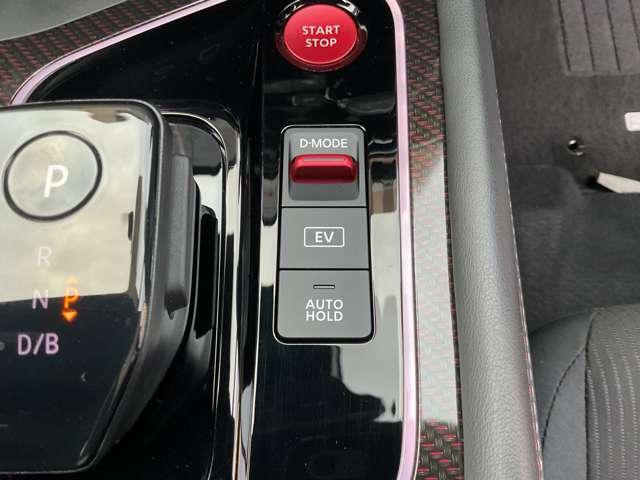 START
STOP
D-MODE
P
EV
R
N P
D/B
AUTO
HOLD